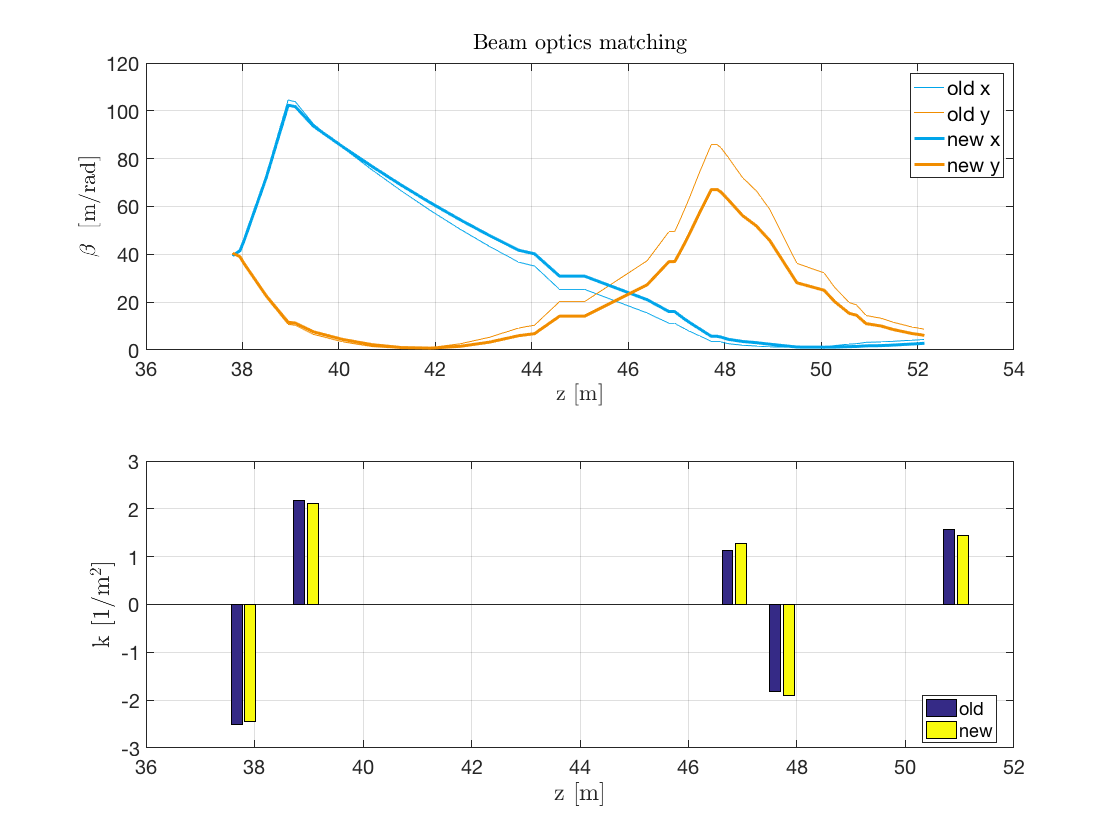 Beam optics matching
120
100
80
60
40
20
0
β [m/rad]
old x
old y
new x
new y
36 38 40 42 44 46 48 50 52 54
z [m]
3
2
1
0
-1
-2
-3
k [1/m²]
old
new
36 38 40 42 44 46 48 50 52
z [m]